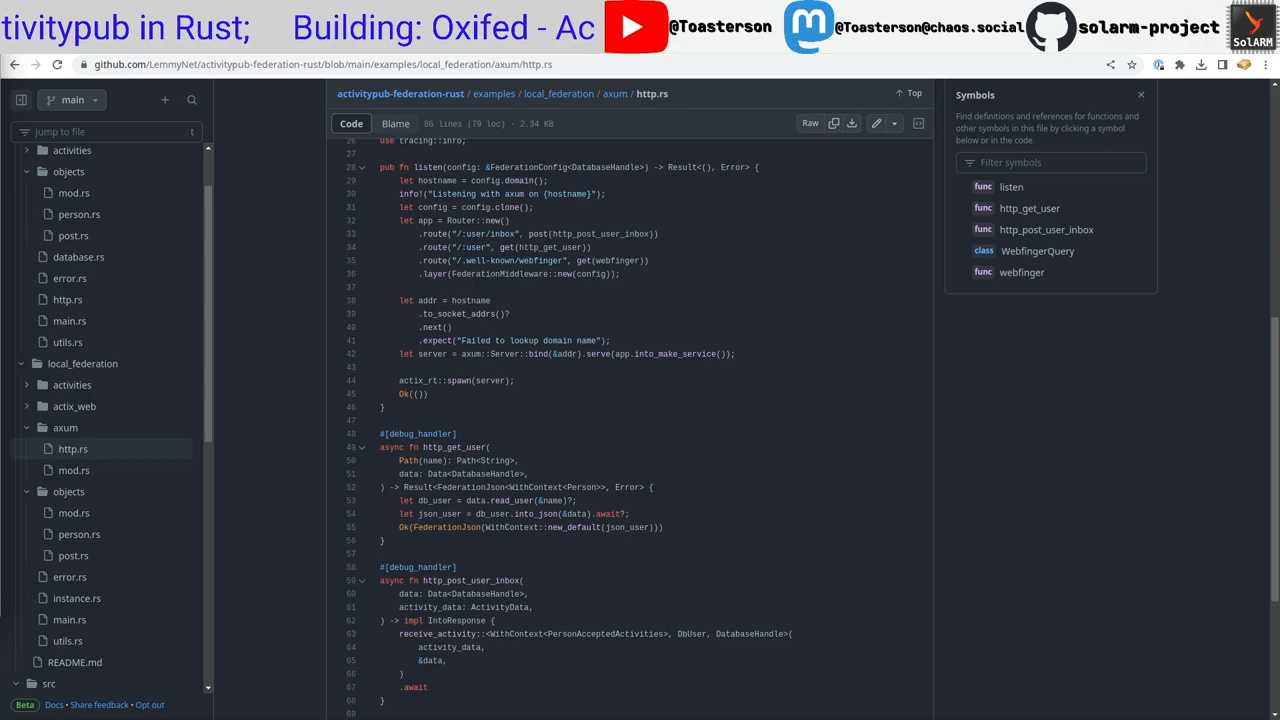 tivitypub in Rust;    Building: Oxifed - Ac
@Toasterson
@Toasterson@chaos.social
solarm-project
SolARM
github.com/LemmyNet/activitypub-federation-rust/blob/main/examples/local_federation/axum/http.rs
main
Jump to file
t
activities
objects
mod.rs
person.rs
post.rs
database.rs
error.rs
http.rs
main.rs
utils.rs
local_federation
activities
actix_web
axum
http.rs
mod.rs
objects
mod.rs
person.rs
post.rs
error.rs
instance.rs
main.rs
utils.rs
README.md
src
Beta Docs • Share feedback • Opt out
activitypub-federation-rust / examples / local_federation / axum / http.rs
Top
Code Blame 86 lines (79 loc) · 2.34 KB
Raw
26 use tracing::info;
27
28 pub fn listen(config: &FederationConfig<DatabaseHandle>) -> Result<(), Error> {
29 let hostname = config.domain();
30 info!("Listening with axum on {hostname}");
31 let config = config.clone();
32 let app = Router::new()
33 .route("/:user/inbox", post(http_post_user_inbox))
34 .route("/:user", get(http_get_user))
35 .route("/.well-known/webfinger", get(webfinger))
36 .layer(FederationMiddleware::new(config));
37
38 let addr = hostname
39 .to_socket_addrs()?
40 .next()
41 .expect("Failed to lookup domain name");
42 let server = axum::Server::bind(&addr).serve(app.into_make_service());
43
44 actix_rt::spawn(server);
45 Ok(())
46 }
47
48 #[debug_handler]
49 async fn http_get_user(
50 Path(name): Path<String>,
51 data: Data<DatabaseHandle>,
52 ) -> Result<FederationJson<WithContext<Person>>, Error> {
53 let db_user = data.read_user(&name)?;
54 let json_user = db_user.into_json(&data).await?;
55 Ok(FederationJson(WithContext::new_default(json_user)))
56 }
57
58 #[debug_handler]
59 async fn http_post_user_inbox(
60 data: Data<DatabaseHandle>,
61 activity_data: ActivityData,
62 ) -> impl IntoResponse {
63 receive_activity::<WithContext<PersonAcceptedActivities>, DbUser, DatabaseHandle>(
64 activity_data,
65 &data,
66 )
67 .await
68 }
69
Symbols
Find definitions and references for functions and
other symbols in this file by clicking a symbol
below or in the code.
Filter symbols
func listen
func http_get_user
func http_post_user_inbox
class WebfingerQuery
func webfinger